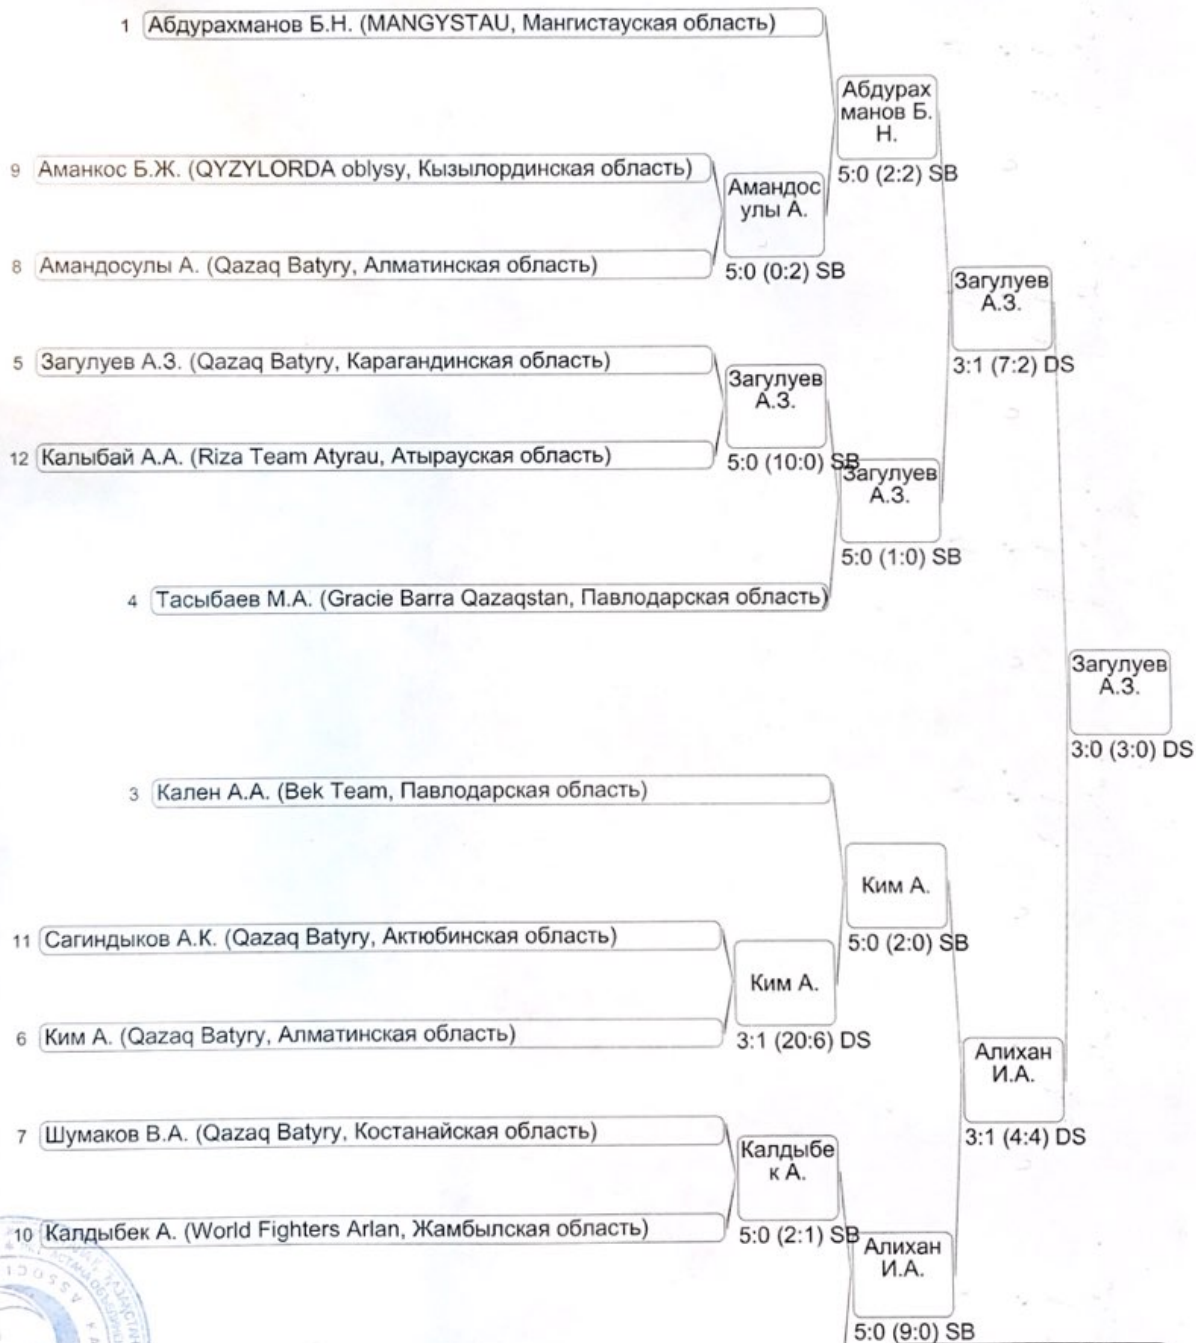 1 Абдурахманов Б.Н. (MANGYSTAU, Мангистауская область)
Абдурах
манов Б.
Н.
5:0 (2:2) SB
9 Аманкос Б.Ж. (QYZYLORDA oblysy, Кызылординская область)
Амандос
улы А.
5:0 (0:2) SB
8 Амандосулы А. (Qazaq Batyry, Алматинская область)
Загулуев
А.З.
3:1 (7:2) DS
5 Загулуев А.З. (Qazaq Batyry, Карагандинская область)
Загулуев
А.З.
5:0 (10:0) SB
12 Калыбай А.А. (Riza Team Atyrau, Атырауская область)
Загулуев
А.З.
5:0 (1:0) SB
4 Тасыбаев М.А. (Gracie Barra Qazaqstan, Павлодарская область)
Загулуев
А.З.
3:0 (3:0) DS
3 Кален А.А. (Bek Team, Павлодарская область)
Ким А.
5:0 (2:0) SB
11 Сагиндыков А.К. (Qazaq Batyry, Актюбинская область)
Ким А.
3:1 (20:6) DS
6 Ким А. (Qazaq Batyry, Алматинская область)
Алихан
И.А.
3:1 (4:4) DS
7 Шумаков В.А. (Qazaq Batyry, Костанайская область)
Калдыбе
к А.
5:0 (2:1) SB
10 Калдыбек А. (World Fighters Arlan, Жамбылская область)
Алихан
И.А.
5:0 (9:0) SB